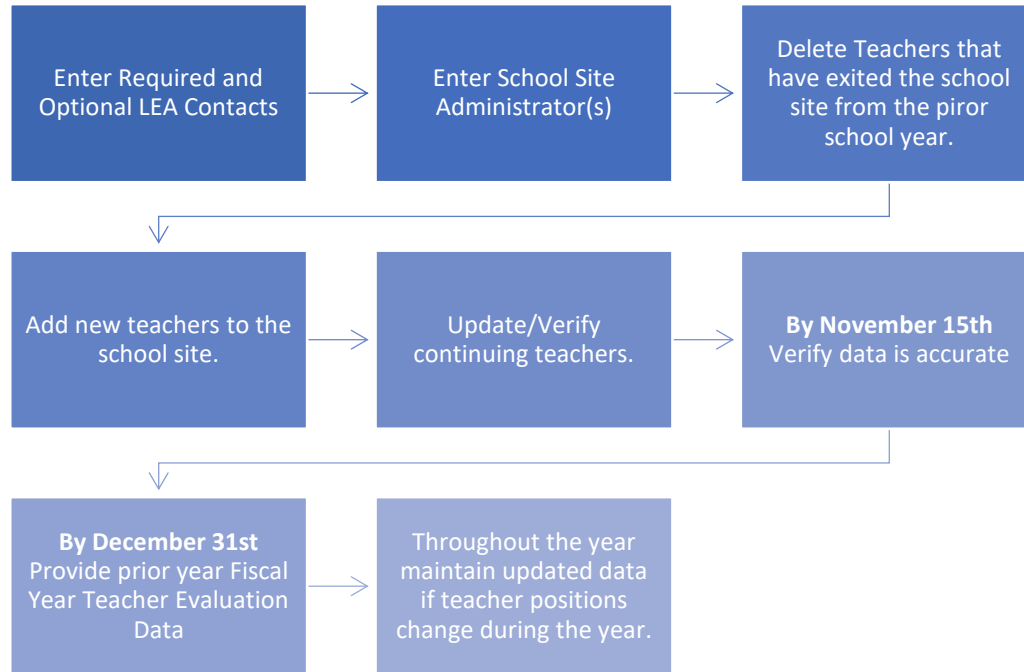 Enter Required and
Optional LEA Contacts
Enter School Site
Administrator(s)
Delete Teachers that
have exited the school
site from the piror
school year.
Add new teachers to the
school site.
Update/Verify
continuing teachers.
By November 15th
Verify data is accurate
By December 31st
Provide prior year Fiscal
Year Teacher Evaluation
Data
Throughout the year
maintain updated data
if teacher positions
change during the year.